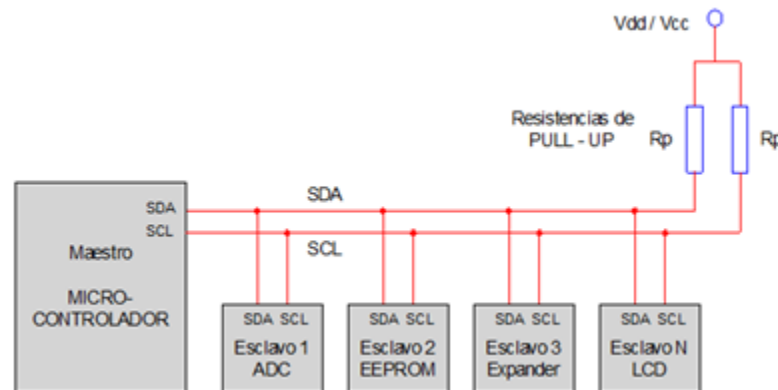 Vdd / Vcc
Resistencias de
PULL - UP
Rp
Rp
SDA
SCL
SDA
SCL
Maestro
MICRO-
CONTROLADOR
SDA SCL
Esclavo 1
ADC
SDA SCL
Esclavo 2
EEPROM
SDA SCL
Esclavo 3
Expander
SDA SCL
Esclavo N
LCD